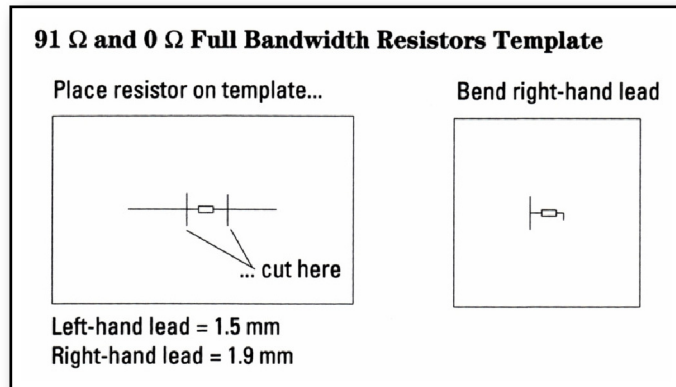 91 Ω and 0 Ω Full Bandwidth Resistors Template
Place resistor on template...
... cut here
Left-hand lead = 1.5 mm
Right-hand lead = 1.9 mm
Bend right-hand lead